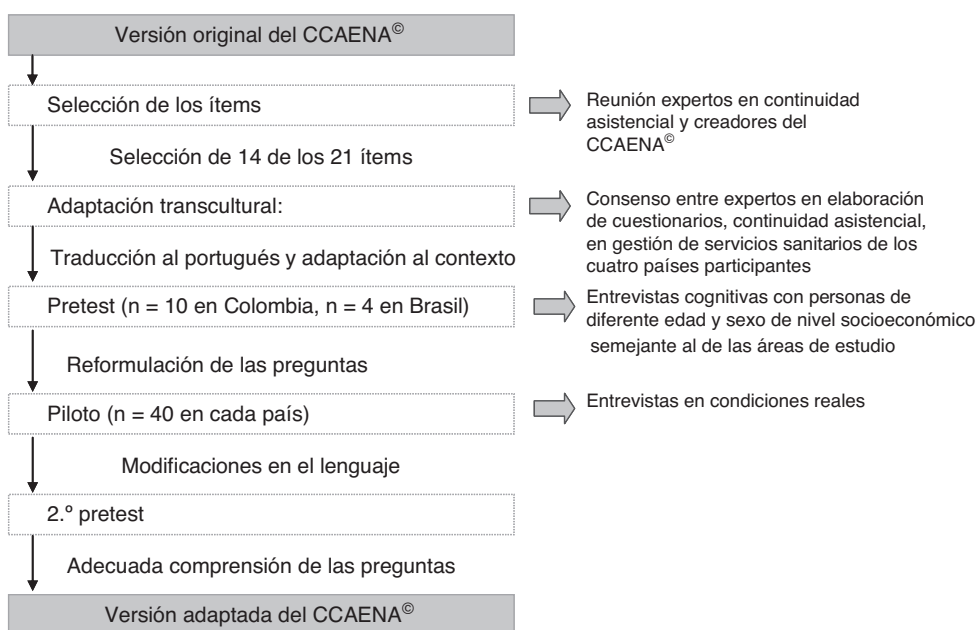 Versión original del CCAENA©
Selección de los ítems
Reunión expertos en continuidad
asistencial y creadores del
CCAENA©
Selección de 14 de los 21 ítems
Adaptación transcultural:
Consenso entre expertos en elaboración
de cuestionarios, continuidad asistencial,
en gestión de servicios sanitarios de los
cuatro países participantes
Traducción al portugués y adaptación al contexto
Pretest (n = 10 en Colombia, n = 4 en Brasil)
Entrevistas cognitivas con personas de
diferente edad y sexo de nivel socioeconómico
semejante al de las áreas de estudio
Reformulación de las preguntas
Piloto (n = 40 en cada país)
Entrevistas en condiciones reales
Modificaciones en el lenguaje
2.º pretest
Adecuada comprensión de las preguntas
Versión adaptada del CCAENA©